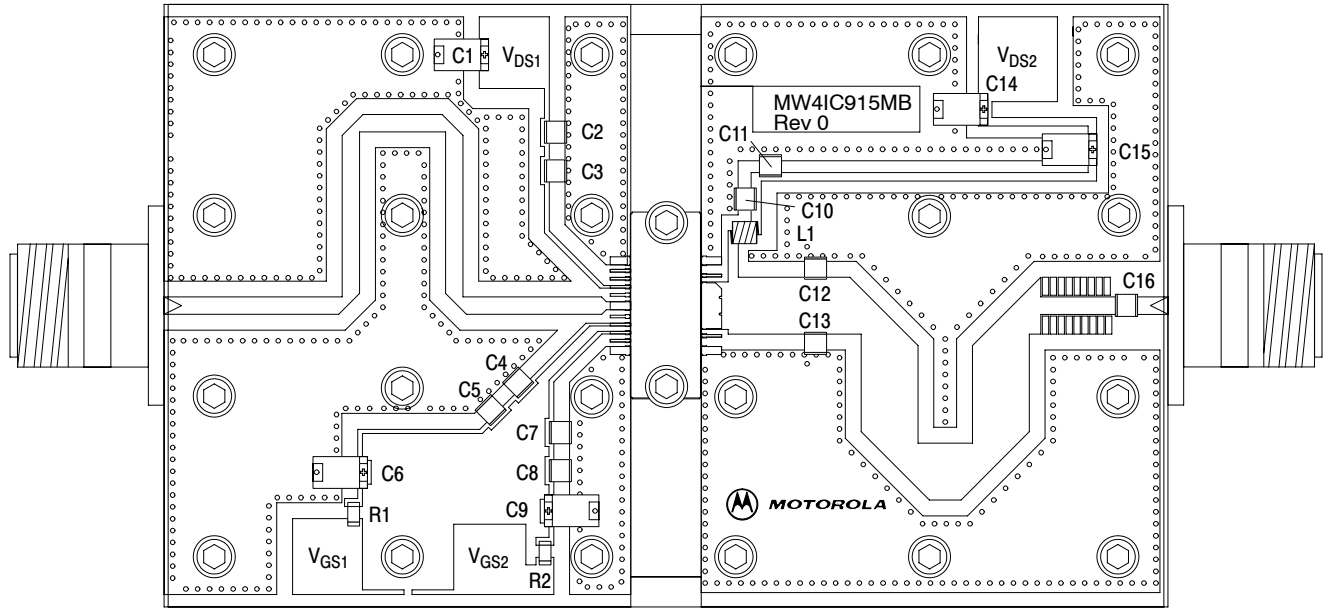 C1
VDS1
VDS2
C14
MW4IC915MB
Rev 0
C2
C11
C15
C3
C10
L1
C12
C16
C13
C4
C5
C7
C6
C8
MOTOROLA
R1
C9
VGS1
VGS2
R2